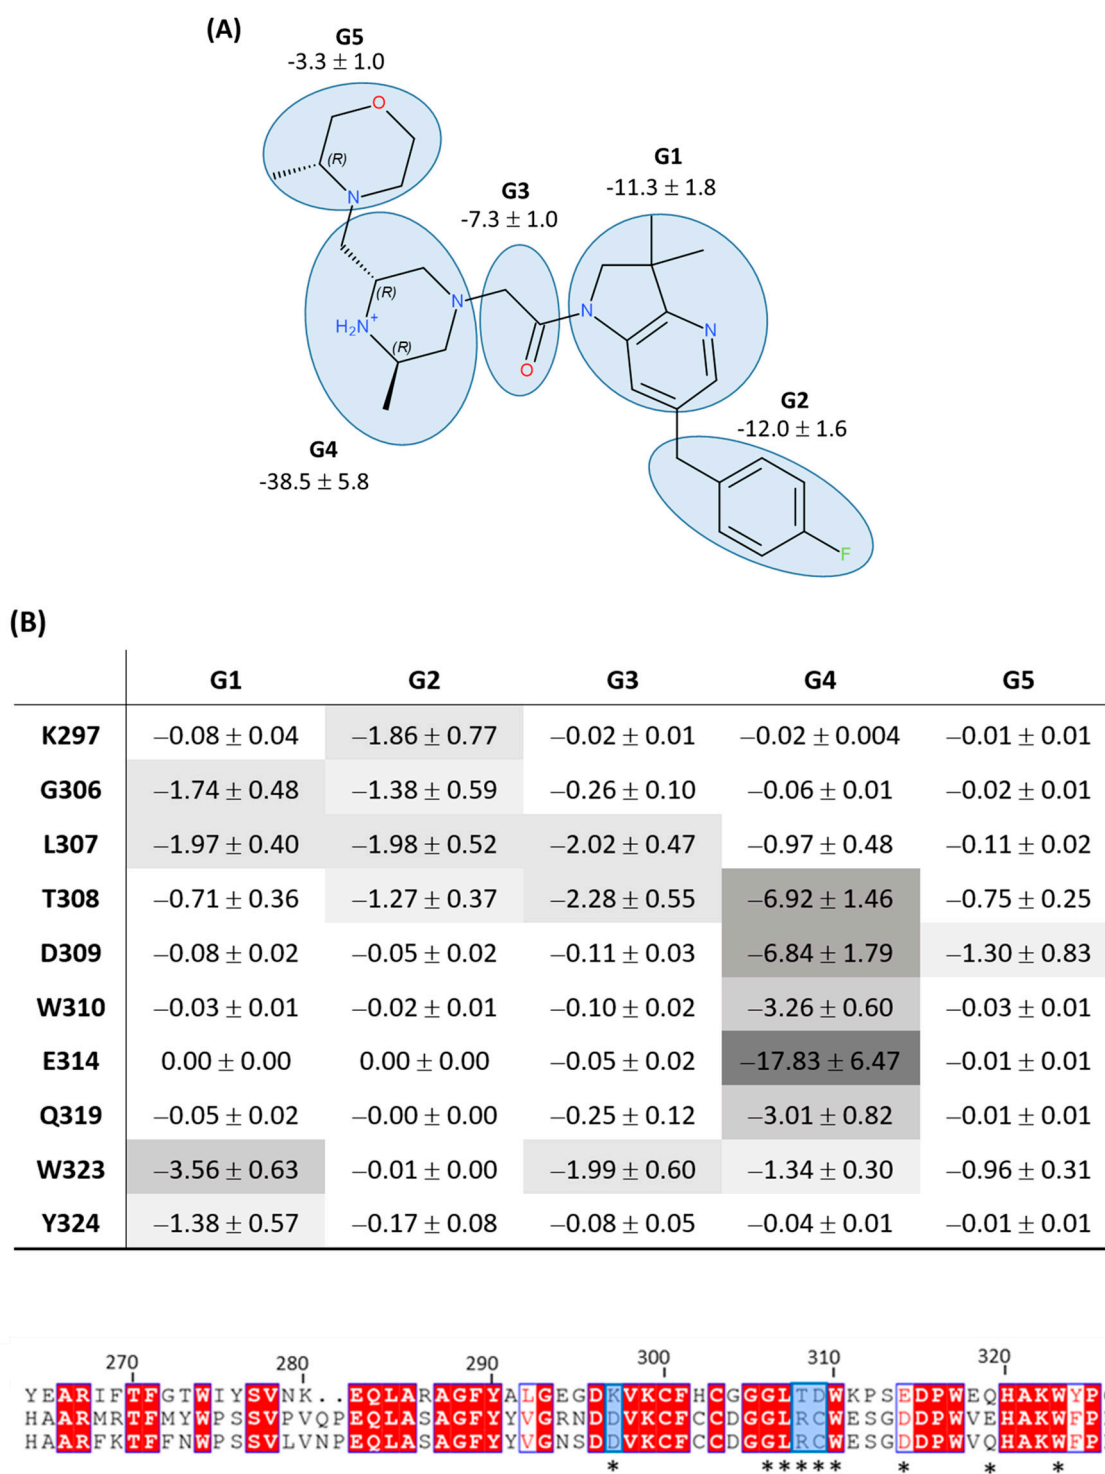 (A)
G5
-3.3 ± 1.0
O
(R)
N
G3
-7.3 ± 1.0
G1
-11.3 ± 1.8
(R)
H2N+
N
(R)
O
N
N
G4
-38.5 ± 5.8
G2
-12.0 ± 1.6
F
(B)
G1 G2 G3 G4 G5
K297 −0.08 ± 0.04 −1.86 ± 0.77 −0.02 ± 0.01 −0.02 ± 0.004 −0.01 ± 0.01
G306 −1.74 ± 0.48 −1.38 ± 0.59 −0.26 ± 0.10 −0.06 ± 0.01 −0.02 ± 0.01
L307 −1.97 ± 0.40 −1.98 ± 0.52 −2.02 ± 0.47 −0.97 ± 0.48 −0.11 ± 0.02
T308 −0.71 ± 0.36 −1.27 ± 0.37 −2.28 ± 0.55 −6.92 ± 1.46 −0.75 ± 0.25
D309 −0.08 ± 0.02 −0.05 ± 0.02 −0.11 ± 0.03 −6.84 ± 1.79 −1.30 ± 0.83
W310 −0.03 ± 0.01 −0.02 ± 0.01 −0.10 ± 0.02 −3.26 ± 0.60 −0.03 ± 0.01
E314 0.00 ± 0.00 0.00 ± 0.00 −0.05 ± 0.02 −17.83 ± 6.47 −0.01 ± 0.01
Q319 −0.05 ± 0.02 −0.00 ± 0.00 −0.25 ± 0.12 −3.01 ± 0.82 −0.01 ± 0.01
W323 −3.56 ± 0.63 −0.01 ± 0.00 −1.99 ± 0.60 −1.34 ± 0.30 −0.96 ± 0.31
Y324 −1.38 ± 0.57 −0.17 ± 0.08 −0.08 ± 0.05 −0.04 ± 0.01 −0.01 ± 0.01
270 280 290 300 310 320
YEARIFTFGTWIYSVNK..EQLARAGFYALGEGDKVKCFHCGGGLTDWKPSEDPWEQHAKWYP
HAARMRTFMYWPSSVPVQPEQLASAGFYYVGRNDDVKCFCCDGGLRCWESGDDPWVEHAKWFP
HAARFKTFFNWPSSVLVNPEQLASAGFYYVGNSDDVKCFCCDGGLRCWESGDDPWVQHAKWFP
* * * * * * * * *